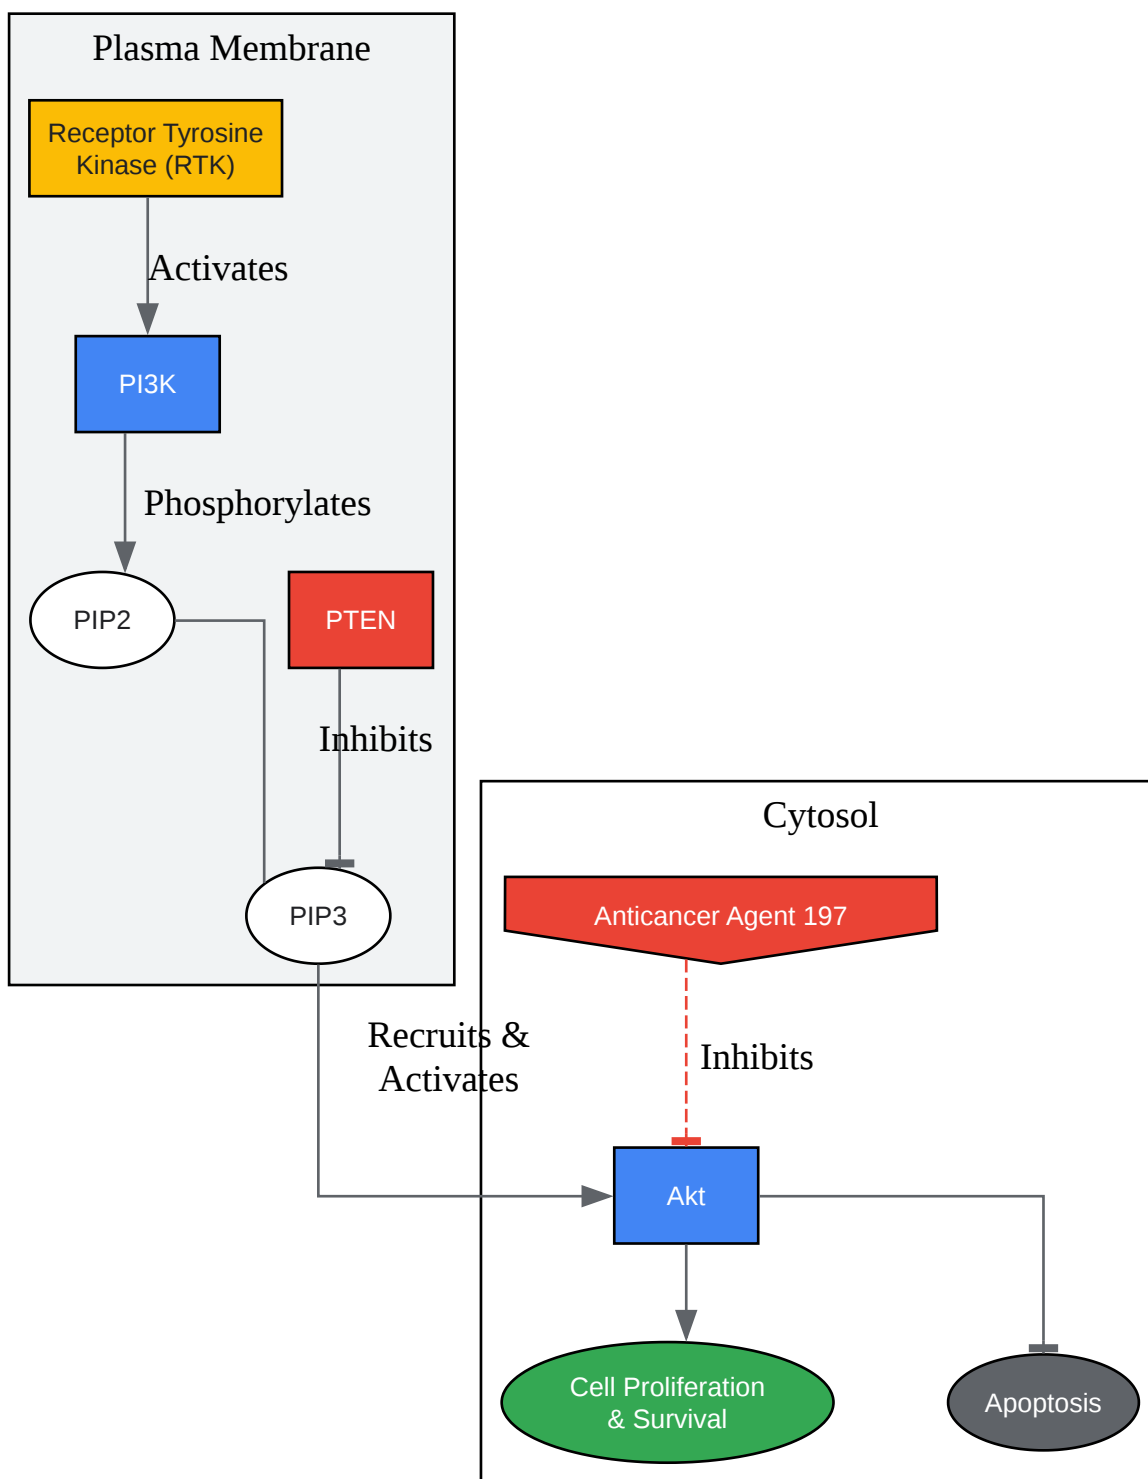 Plasma Membrane
Receptor Tyrosine
Kinase (RTK)
Activates
PI3K
Phosphorylates
PIP2
PTEN
Inhibits
PIP3
Cytosol
Anticancer Agent 197
Recruits &
Activates
Inhibits
Akt
Cell Proliferation
& Survival
Apoptosis